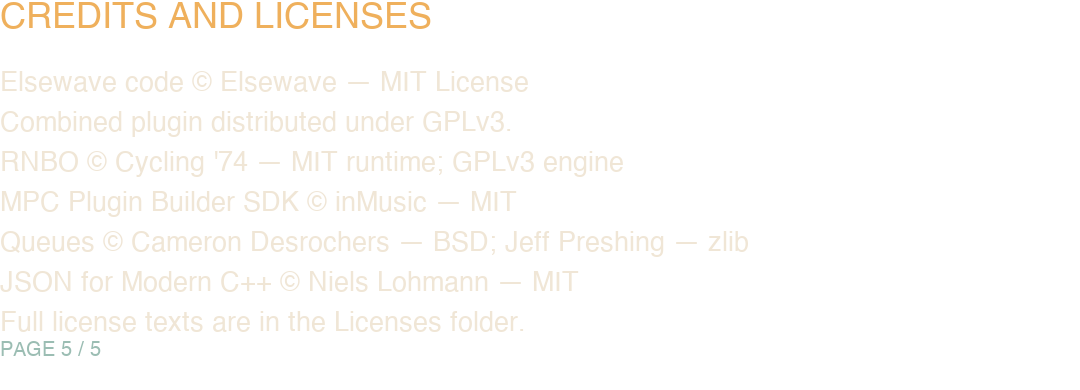 CREDITS AND LICENSES
Elsewave code © Elsewave — MIT License
Combined plugin distributed under GPLv3.
RNBO © Cycling '74 — MIT runtime; GPLv3 engine
MPC Plugin Builder SDK © inMusic — MIT
Queues © Cameron Desrochers — BSD; Jeff Preshing — zlib
JSON for Modern C++ © Niels Lohmann — MIT
Full license texts are in the Licenses folder.
PAGE 5 / 5